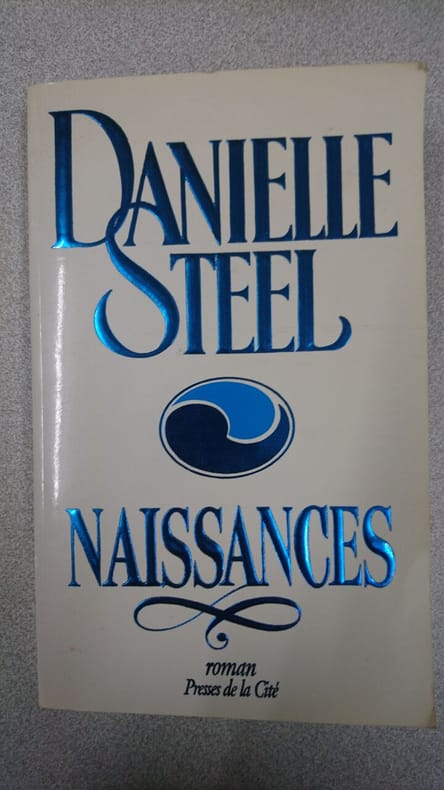 DANIELLE
STEEL
NAISSANCES
roman
Presses de la Cité